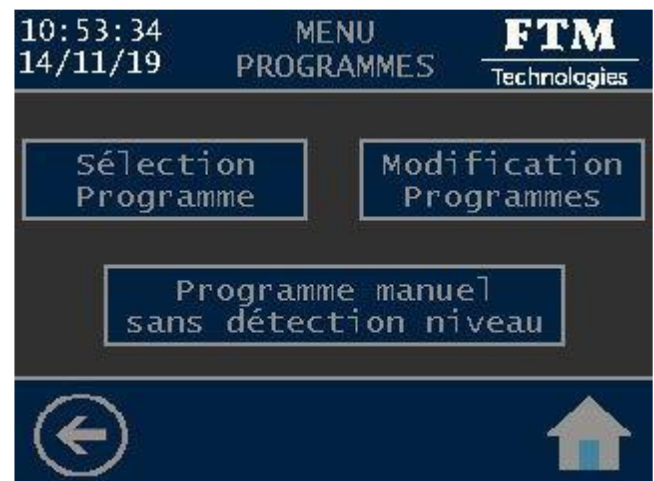 10:53:34
MENU
FTM
14/11/19
PROGRAMMES
Technologies
Sélection
Programme
Modification
Programmes
Programme manuel
sans détection niveau